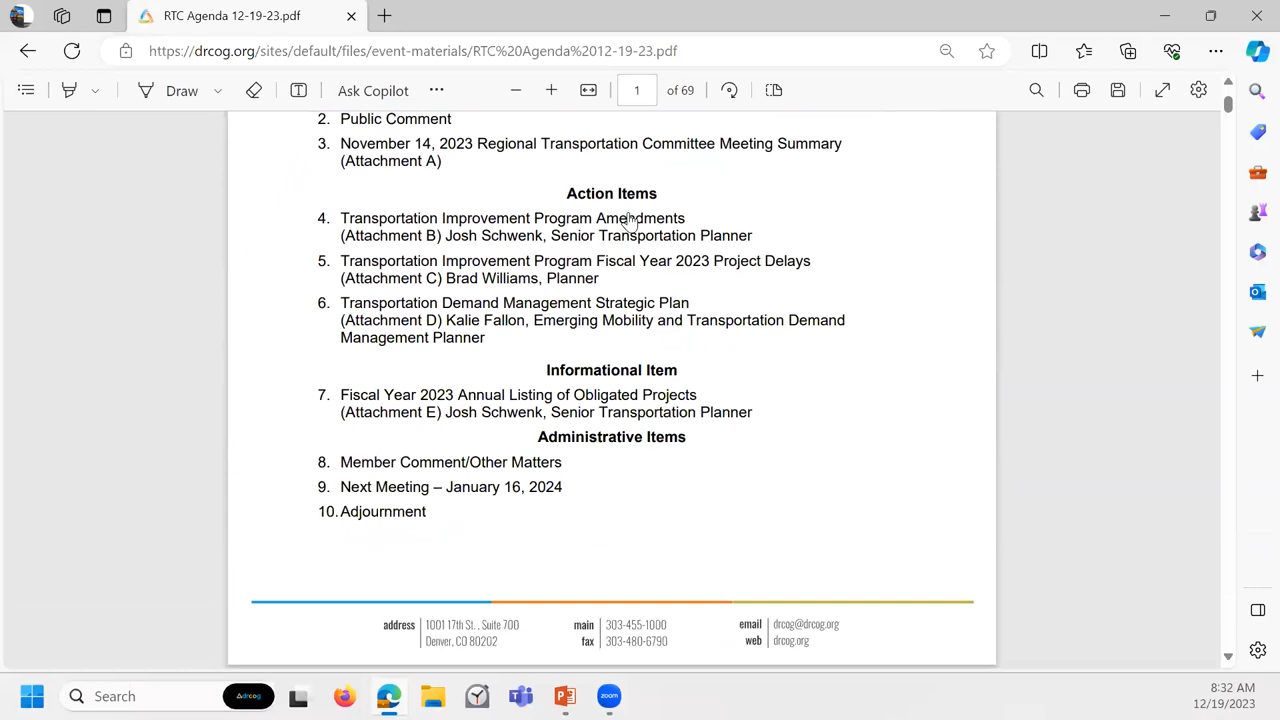 RTC Agenda 12-19-23.pdf
https://drcog.org/sites/default/files/event-materials/RTC%20Agenda%2012-19-23.pdf
Draw
Ask Copilot
1 of 69
2. Public Comment
3. November 14, 2023 Regional Transportation Committee Meeting Summary
(Attachment A)
Action Items
4. Transportation Improvement Program Amendments
(Attachment B) Josh Schwenk, Senior Transportation Planner
5. Transportation Improvement Program Fiscal Year 2023 Project Delays
(Attachment C) Brad Williams, Planner
6. Transportation Demand Management Strategic Plan
(Attachment D) Kalie Fallon, Emerging Mobility and Transportation Demand
Management Planner
Informational Item
7. Fiscal Year 2023 Annual Listing of Obligated Projects
(Attachment E) Josh Schwenk, Senior Transportation Planner
Administrative Items
8. Member Comment/Other Matters
9. Next Meeting – January 16, 2024
10. Adjournment
address 1001 17th St. , Suite 700 main 303-455-1000 email drcog@drcog.org
Denver, CO 80202 fax 303-480-6790 web drcog.org
Search
drcog
zoom
8:32 AM
12/19/2023